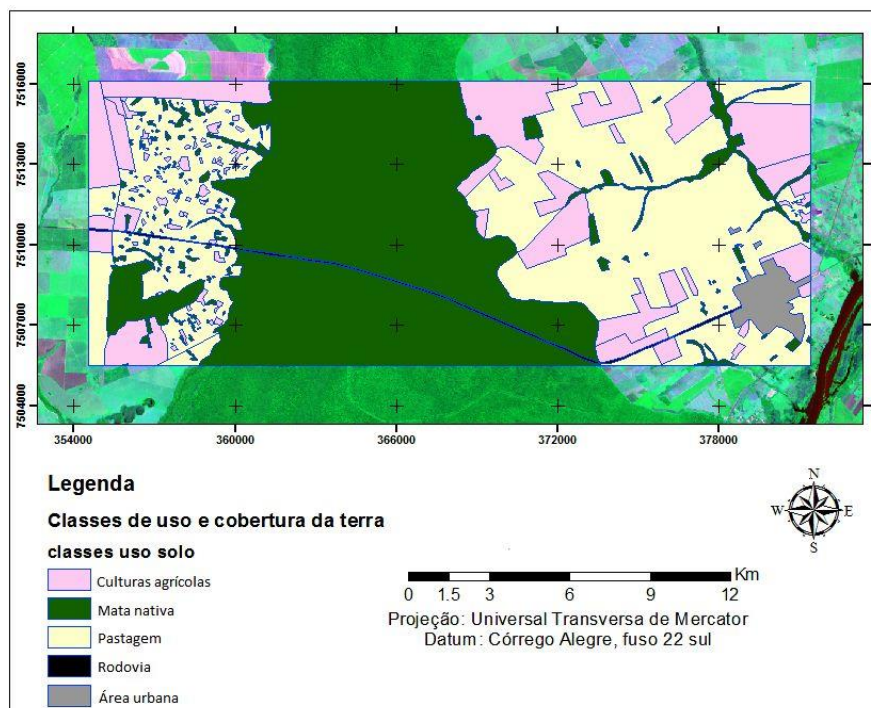 7516000
7513000
7510000
7507000
7504000
354000 360000 366000 372000 378000
Legenda
Classes de uso e cobertura da terra
classes uso solo
Culturas agrícolas
Mata nativa
Pastagem
Rodovia
Área urbana
N
W E
S
Km
0 1.5 3 6 9 12
Projeção: Universal Transversa de Mercator
Datum: Córrego Alegre, fuso 22 sul